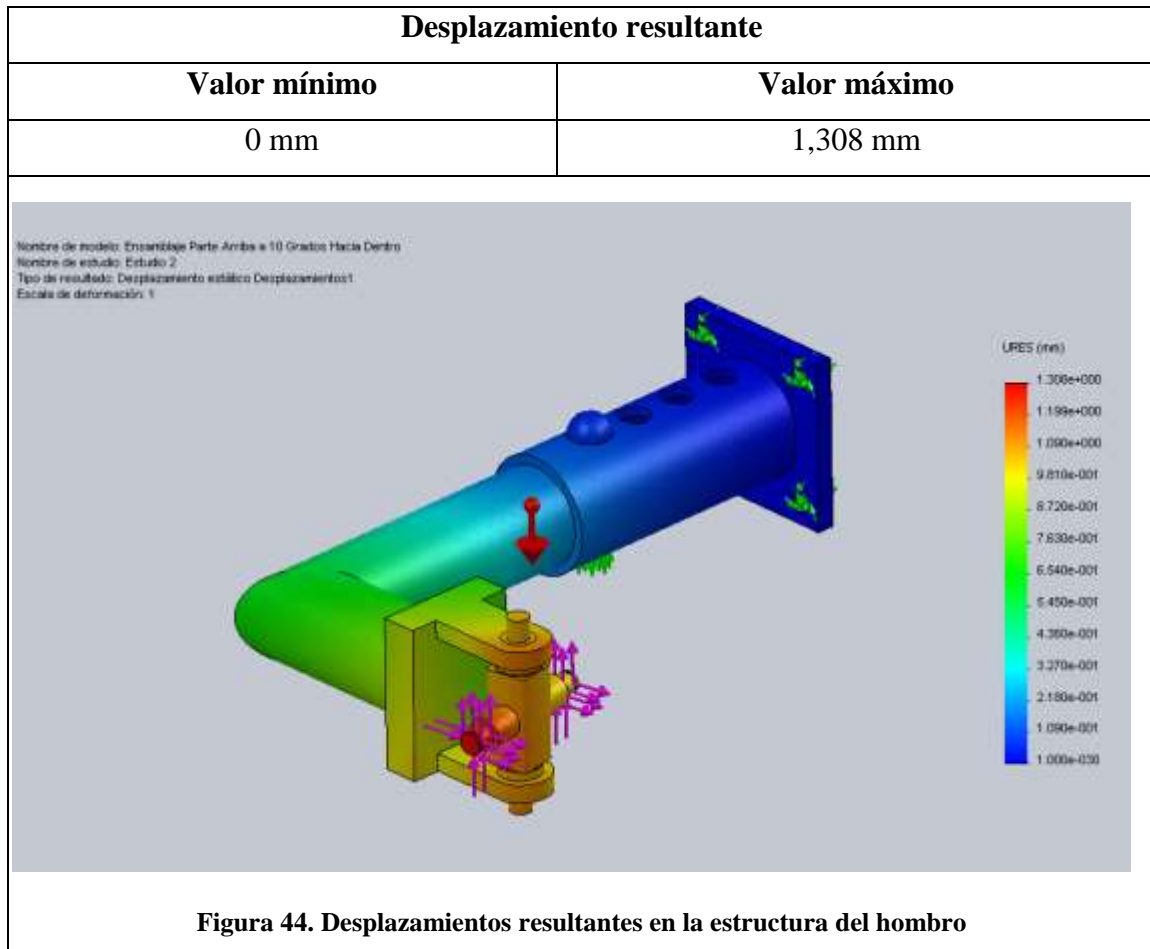 Desplazamiento resultante
Valor mínimo Valor máximo
0 mm 1,308 mm
Nombre de modelo: Ensamblaje Parte Arriba a 10 Grados Hacia Dentro
Nombre de estudio: Estudio 2
Tipo de resultado: Desplazamiento estático Desplazamientos1
Escala de deformación: 1
URES (mm)
1.308e+000
1.199e+000
1.090e+000
9.810e-001
8.720e-001
7.630e-001
6.540e-001
5.450e-001
4.360e-001
3.270e-001
2.180e-001
1.090e-001
1.000e-030
Figura 44. Desplazamientos resultantes en la estructura del hombro